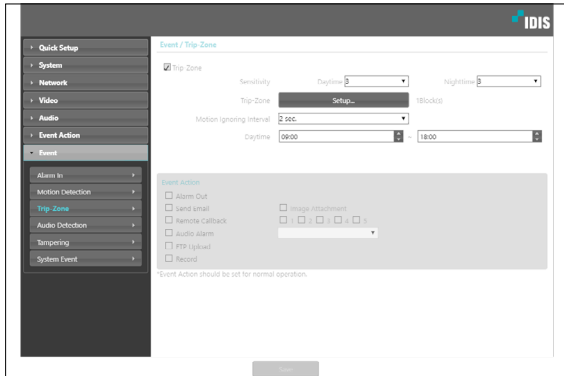 IDIS
Quick Setup
System
Network
Video
Audio
Event Action
Event
Alarm In
Motion Detection
Trip-Zone
Audio Detection
Tampering
System Event
Event / Trip-Zone
Trip-Zone
Sensitivity Daytime 3 Nighttime 3
Trip-Zone Setup... 1Block(s)
Motion Ignoring Interval 2 sec.
Daytime 09:00 ~ 18:00
Event Action
Alarm Out
Send Email Image Attachment
Remote Callback 1 2 3 4 5
Audio Alarm
FTP Upload
Record
*Event Action should be set for normal operation.
Save